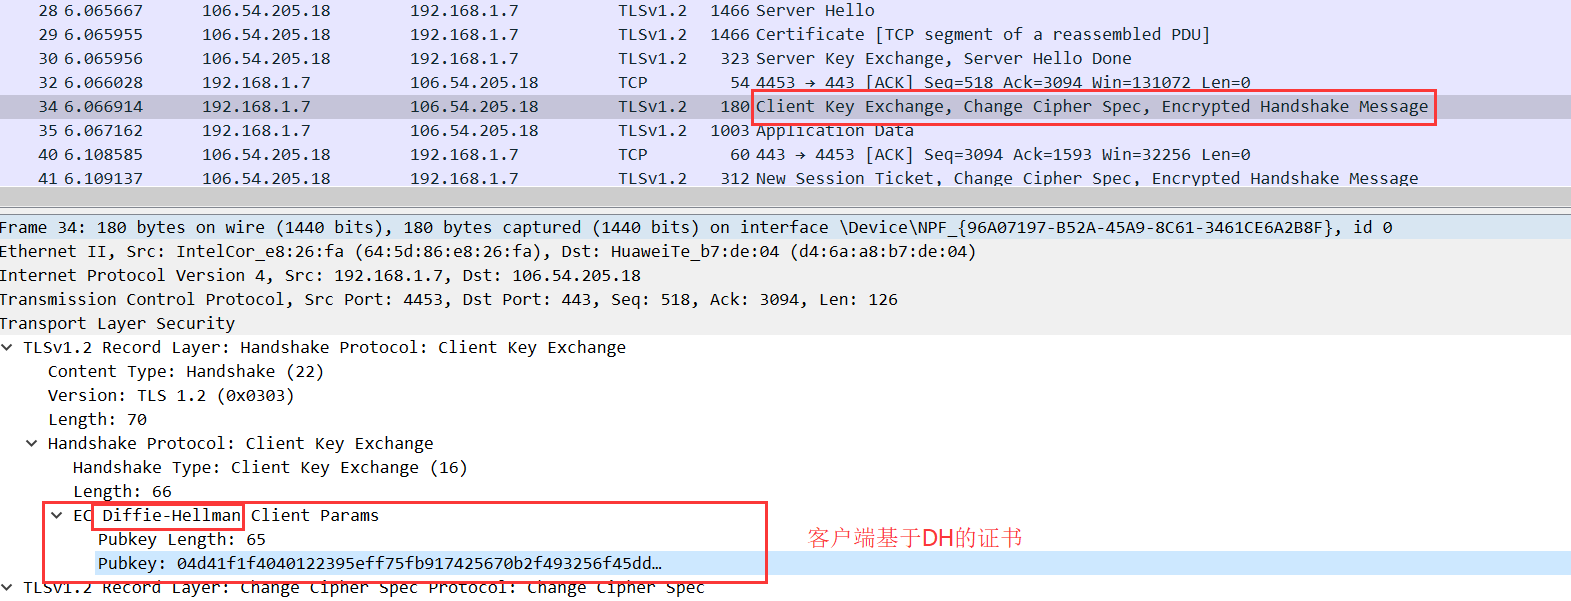 28 6.065667 106.54.205.18 192.168.1.7 TLSv1.2 1466 Server Hello
29 6.065955 106.54.205.18 192.168.1.7 TLSv1.2 1466 Certificate [TCP segment of a reassembled PDU]
30 6.065956 106.54.205.18 192.168.1.7 TLSv1.2 323 Server Key Exchange, Server Hello Done
32 6.066028 192.168.1.7 106.54.205.18 TCP 54 4453 → 443 [ACK] Seq=518 Ack=3094 Win=131072 Len=0
34 6.066914 192.168.1.7 106.54.205.18 TLSv1.2 180 Client Key Exchange, Change Cipher Spec, Encrypted Handshake Message
35 6.067162 192.168.1.7 106.54.205.18 TLSv1.2 1003 Application Data
40 6.108585 106.54.205.18 192.168.1.7 TCP 60 443 → 4453 [ACK] Seq=3094 Ack=1593 Win=32256 Len=0
41 6.109137 106.54.205.18 192.168.1.7 TLSv1.2 312 New Session Ticket, Change Cipher Spec, Encrypted Handshake Message
Frame 34: 180 bytes on wire (1440 bits), 180 bytes captured (1440 bits) on interface \Device\NPF_{96A07197-B52A-45A9-8C61-3461CE6A2B8F}, id 0
Ethernet II, Src: IntelCor_e8:26:fa (64:5d:86:e8:26:fa), Dst: HuaweiTe_b7:de:04 (d4:6a:a8:b7:de:04)
Internet Protocol Version 4, Src: 192.168.1.7, Dst: 106.54.205.18
Transmission Control Protocol, Src Port: 4453, Dst Port: 443, Seq: 518, Ack: 3094, Len: 126
Transport Layer Security
TLSv1.2 Record Layer: Handshake Protocol: Client Key Exchange
Content Type: Handshake (22)
Version: TLS 1.2 (0x0303)
Length: 70
Handshake Protocol: Client Key Exchange
Handshake Type: Client Key Exchange (16)
Length: 66
EC Diffie-Hellman Client Params
Pubkey Length: 65
客户端基于DH的证书
Pubkey: 04d41f1f4040122395eff75fb917425670b2f493256f45dd…
TLSv1.2 Record Layer: Change Cipher Spec Protocol: Change Cipher Spec